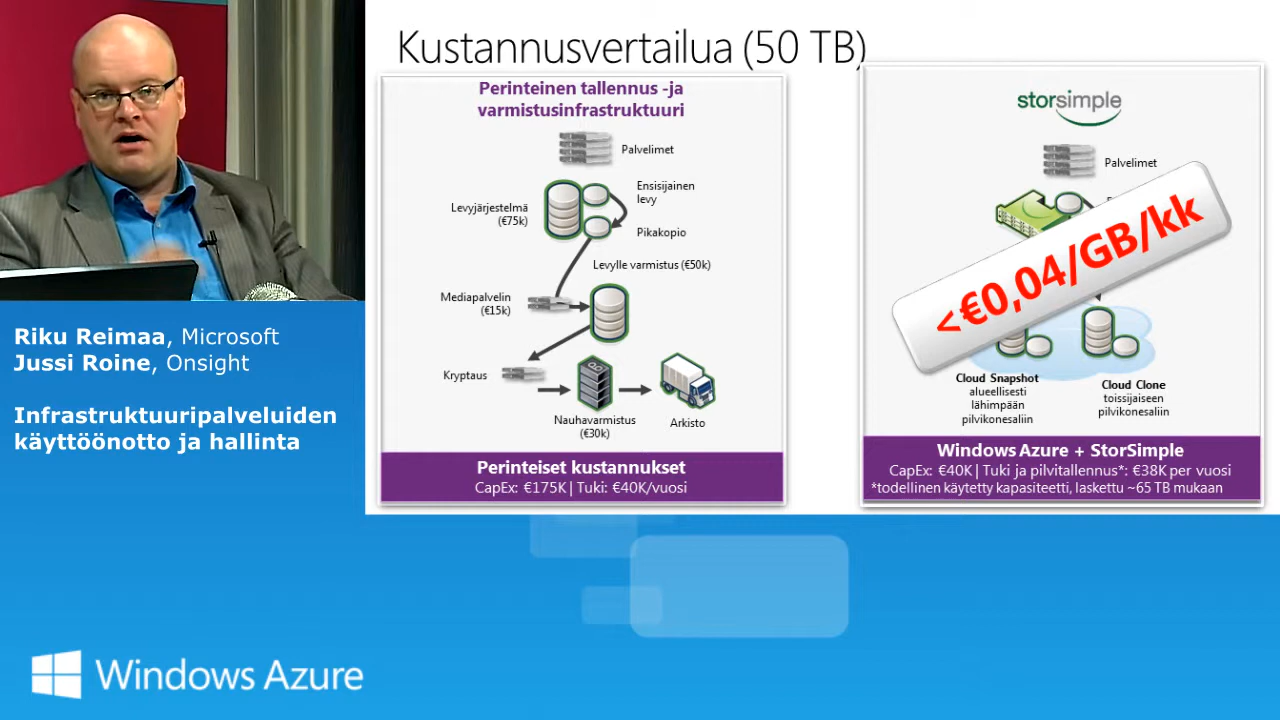 Kustannusvertailua (50 TB)
Perinteinen tallennus -ja
varmistusinfrastruktuuri
Palvelimet
Ensisijainen
levy
Levyjärjestelmä
(€75k)
Pikakopio
Levylle varmistus (€50k)
Mediapalvelin
(€15k)
Kryptaus
Nauhavarmistus
(€30k)
Arkisto
Perinteiset kustannukset
CapEx: €175K | Tuki: €40K/vuosi
storsimple
Palvelimet
<€0,04/GB/kk
Cloud Snapshot
alueellisesti
lähimpään
pilvikonesaliin
Cloud Clone
toissijaiseen
pilvikonesaliin
Windows Azure + StorSimple
CapEx: €40K | Tuki ja pilvitallennus*: €38K per vuosi
*todellinen käytetty kapasiteetti, laskettu ~65 TB mukaan
Riku Reimaa, Microsoft
Jussi Roine, Onsight
Infrastruktuuripalveluiden
käyttöönotto ja hallinta
Windows Azure